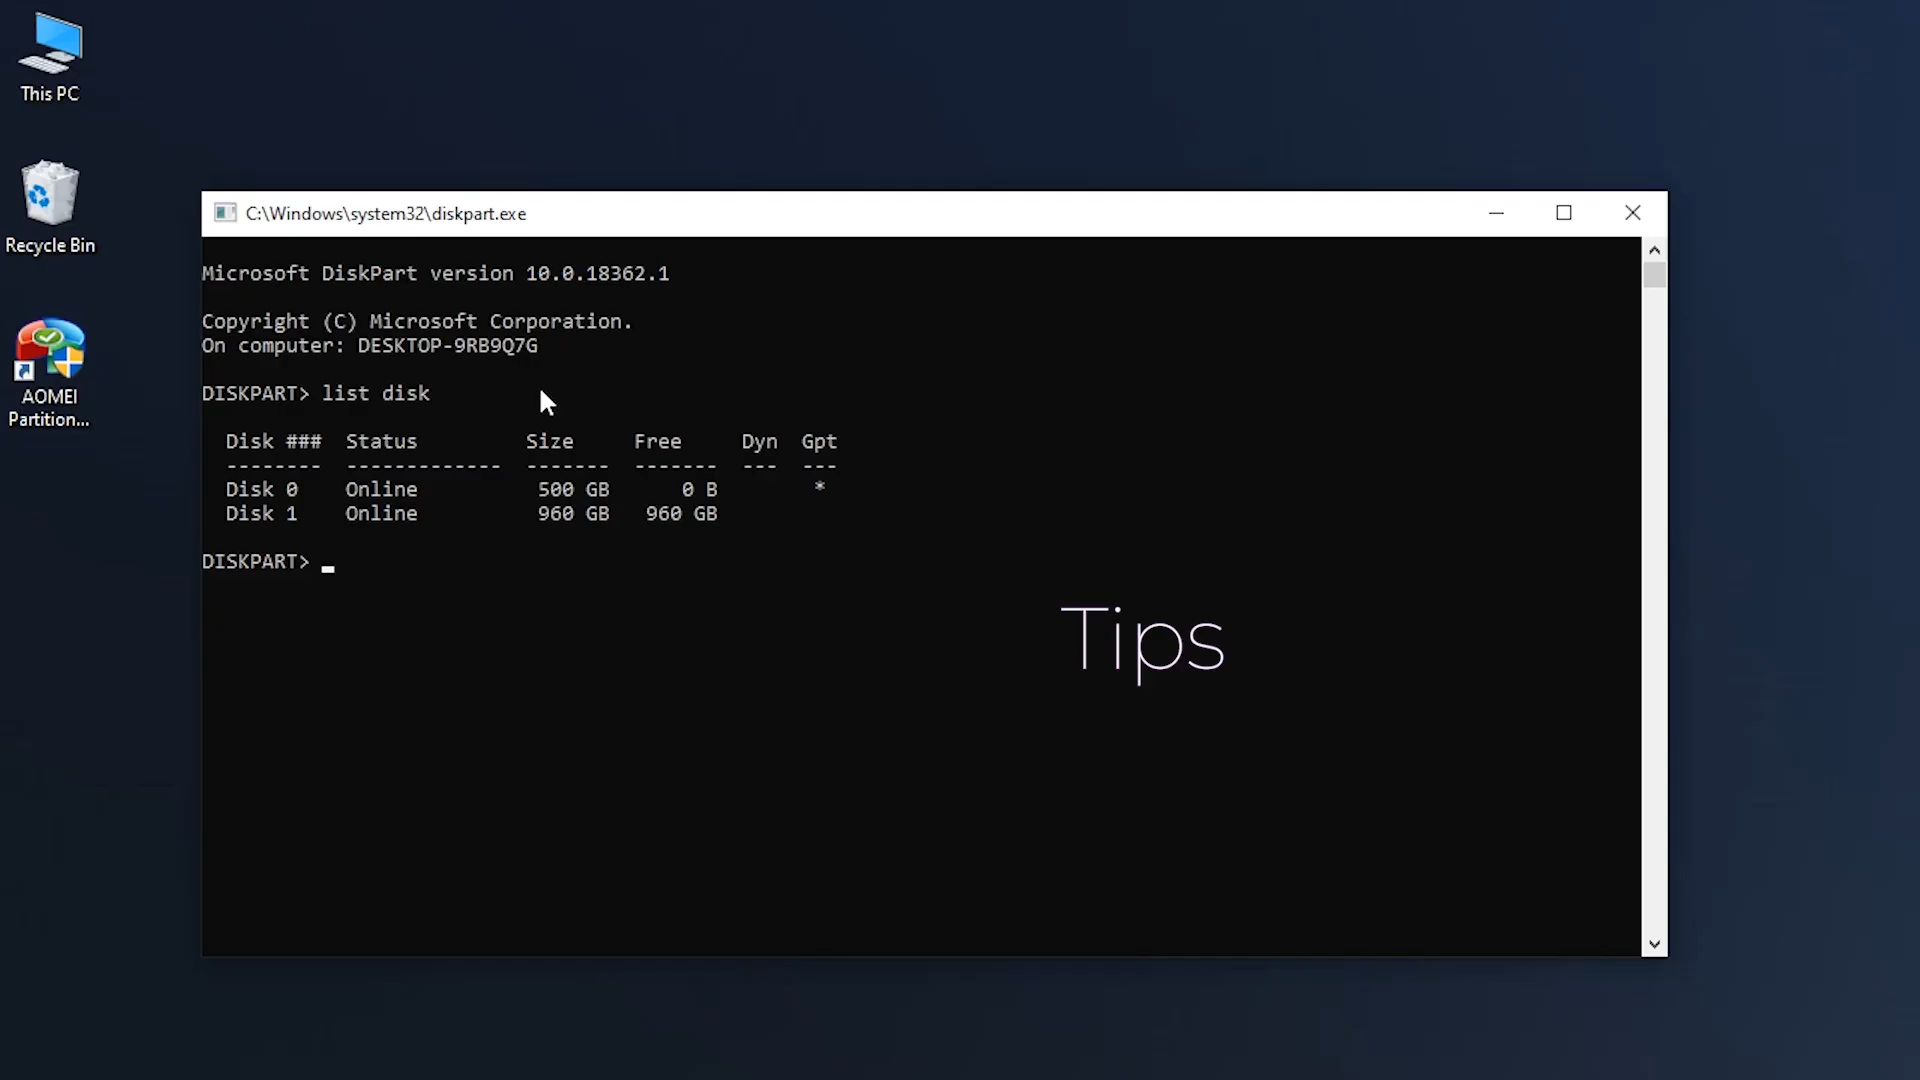 This PC
Recycle Bin
AOMEI
Partition...
C:\Windows\system32\diskpart.exe
Microsoft DiskPart version 10.0.18362.1
Copyright (C) Microsoft Corporation.
On computer: DESKTOP-9RB9Q7G
DISKPART> list disk
  Disk ###  Status         Size     Free     Dyn  Gpt
  --------  -------------  -------  -------  ---  ---
  Disk 0    Online          500 GB      0 B        *
  Disk 1    Online          960 GB   960 GB
DISKPART> _
Tips